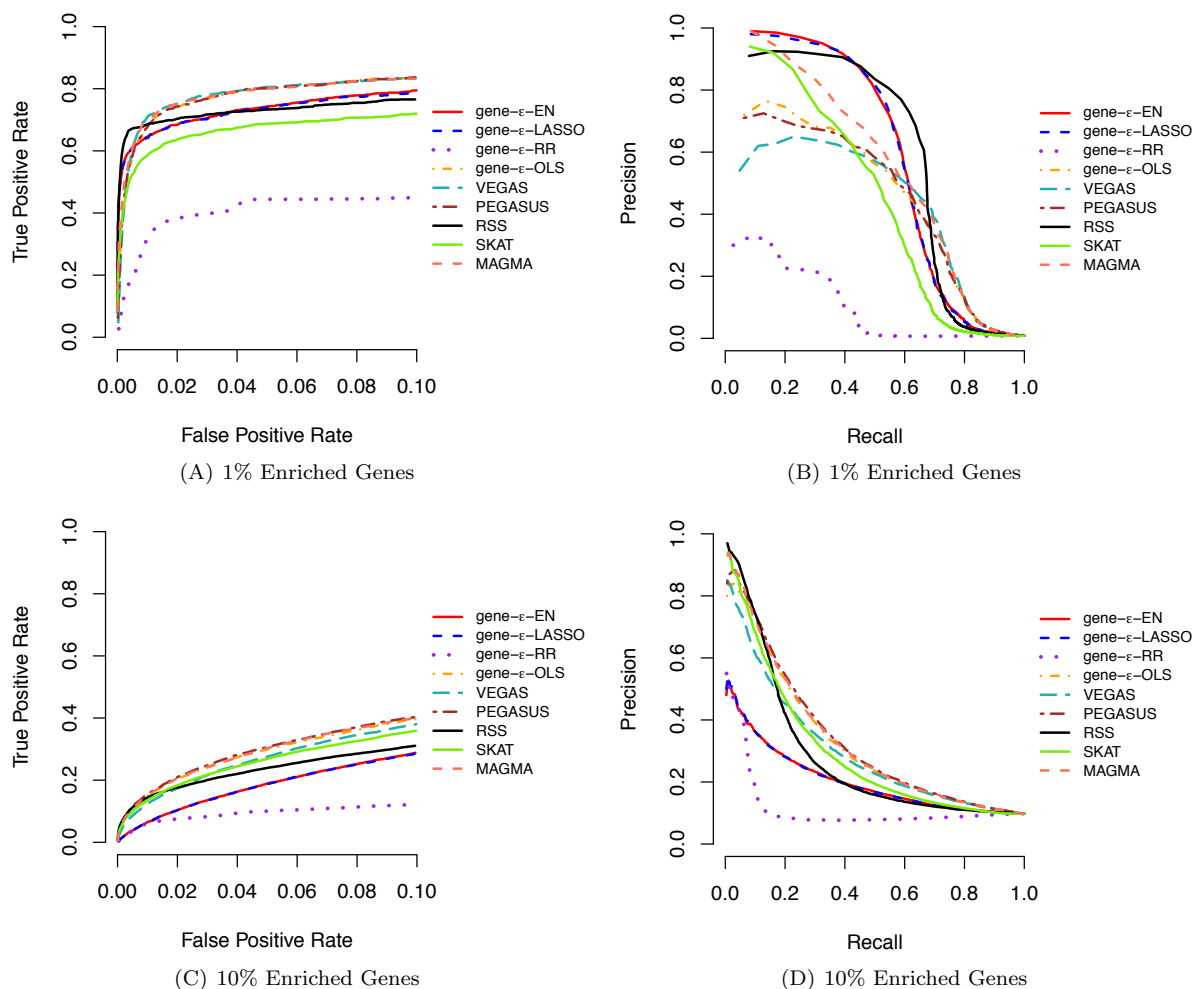 True Positive Rate
0.0 0.2 0.4 0.6 0.8 1.0
0.00 0.02 0.04 0.06 0.08 0.10
False Positive Rate
gene-ε-EN
gene-ε-LASSO
gene-ε-RR
gene-ε-OLS
VEGAS
PEGASUS
RSS
SKAT
MAGMA
(A) 1% Enriched Genes
Precision
0.0 0.2 0.4 0.6 0.8 1.0
0.0 0.2 0.4 0.6 0.8 1.0
Recall
gene-ε-EN
gene-ε-LASSO
gene-ε-RR
gene-ε-OLS
VEGAS
PEGASUS
RSS
SKAT
MAGMA
(B) 1% Enriched Genes
True Positive Rate
0.0 0.2 0.4 0.6 0.8 1.0
0.00 0.02 0.04 0.06 0.08 0.10
False Positive Rate
gene-ε-EN
gene-ε-LASSO
gene-ε-RR
gene-ε-OLS
VEGAS
PEGASUS
RSS
SKAT
MAGMA
(C) 10% Enriched Genes
Precision
0.0 0.2 0.4 0.6 0.8 1.0
0.0 0.2 0.4 0.6 0.8 1.0
Recall
gene-ε-EN
gene-ε-LASSO
gene-ε-RR
gene-ε-OLS
VEGAS
PEGASUS
RSS
SKAT
MAGMA
(D) 10% Enriched Genes